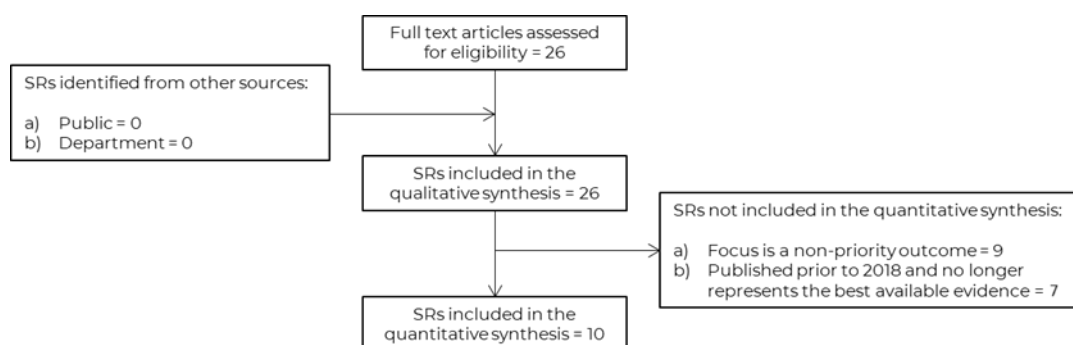 Full text articles assessed
for eligibility = 26
SRs identified from other sources:
a) Public = 0
b) Department = 0
SRs included in the
qualitative synthesis = 26
SRs not included in the quantitative synthesis:
a) Focus is a non-priority outcome = 9
b) Published prior to 2018 and no longer
represents the best available evidence = 7
SRs included in the
quantitative synthesis = 10